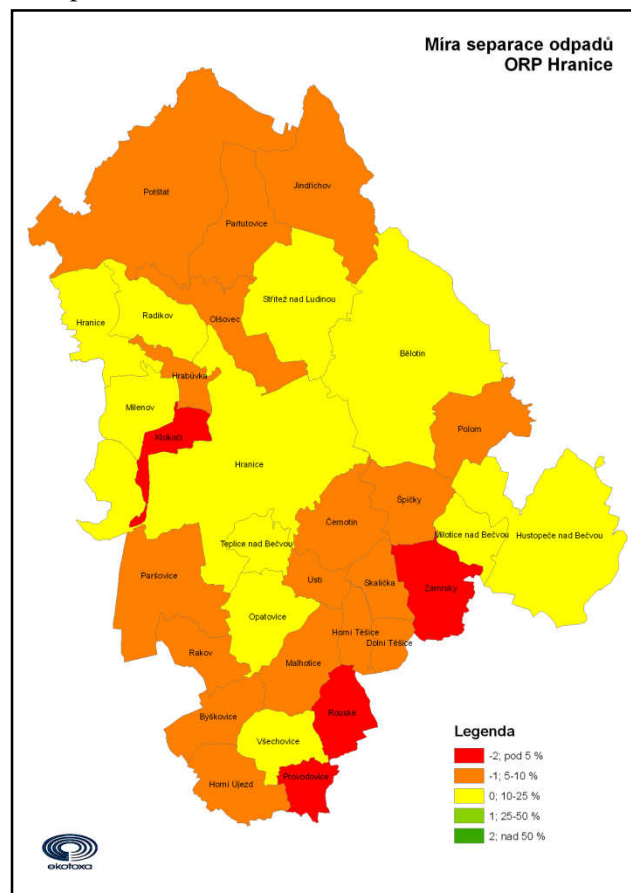 Míra separace odpadů
ORP Hranice
Potštát
Jindřichov
Partutovice
Střítež nad Ludinou
Hranice
Radíkov
Olšovec
Bělotín
Hrabůvka
Milenov
Klokočí
Polom
Hranice
Špičky
Černotín
Milotice nad Bečvou
Hustopeče nad Bečvou
Teplice nad Bečvou
Paršovice
Ústí
Skalička
Zámrsky
Opatovice
Horní Těšice
Dolní Těšice
Rakov
Malhotice
Rouske
Byškovice
Všechovice
Horní Újezd
Provodovice
Legenda
-2; pod 5 %
-1; 5-10 %
0; 10-25 %
1; 25-50 %
2; nad 50 %
ekotoxa